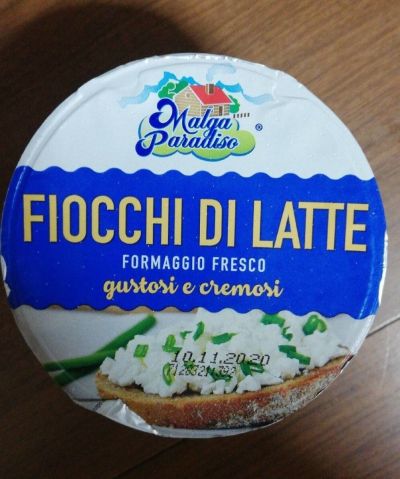 Malga
Paradiso ®
FIOCCHI DI LATTE
FORMAGGIO FRESCO
gustosi e cremosi
10.11.2020